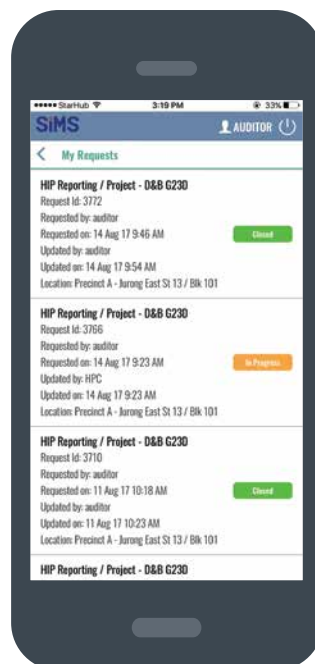 StarHub 3:19 PM 33%
SiMS AUDITOR
My Requests
HIP Reporting / Project - D&B G230
Request Id: 3772
Requested by: auditor
Requested on: 14 Aug 17 9:46 AM
Closed
Updated by: auditor
Updated on: 14 Aug 17 9:54 AM
Location: Precinct A - Jurong East St 13 / Blk 101
HIP Reporting / Project - D&B G230
Request Id: 3766
Requested by: auditor
Requested on: 14 Aug 17 9:23 AM
In Progress
Updated by: HPC
Updated on: 14 Aug 17 9:23 AM
Location: Precinct A - Jurong East St 13 / Blk 101
HIP Reporting / Project - D&B G230
Request Id: 3710
Requested by: auditor
Requested on: 11 Aug 17 10:18 AM
Closed
Updated by: auditor
Updated on: 11 Aug 17 10:23 AM
Location: Precinct A - Jurong East St 13 / Blk 101
HIP Reporting / Project - D&B G230